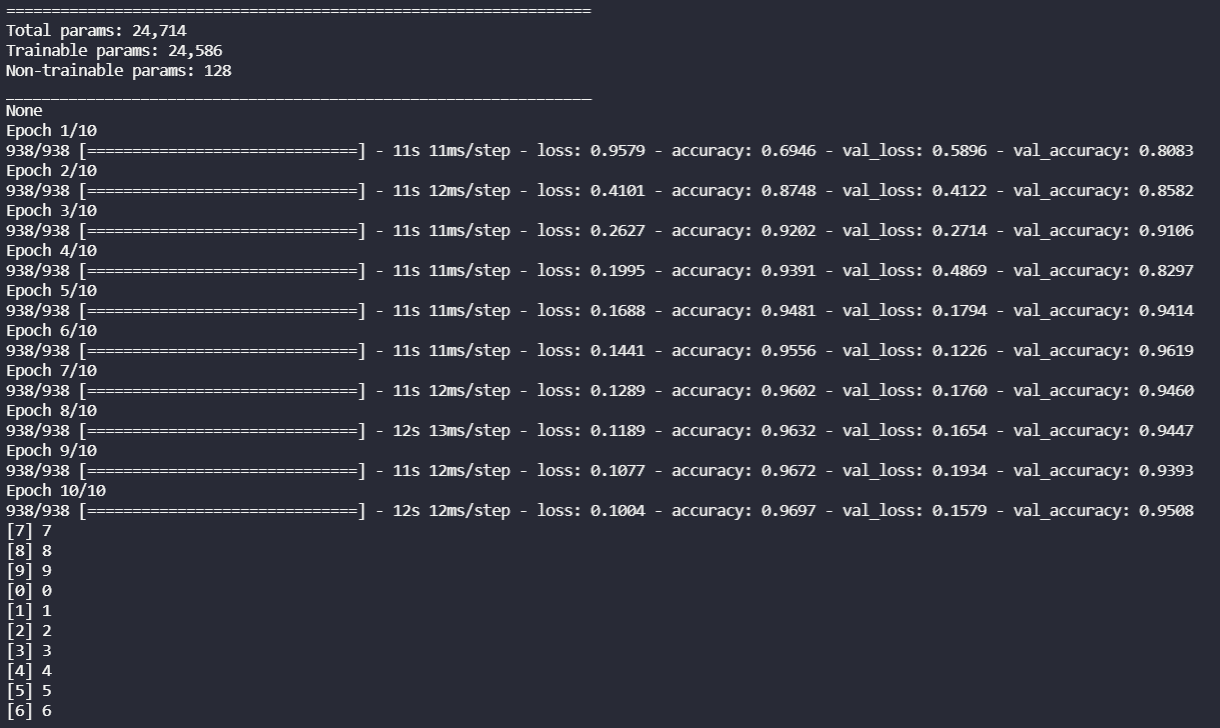 =================================================================
Total params: 24,714
Trainable params: 24,586
Non-trainable params: 128
_________________________________________________________________
None
Epoch 1/10
938/938 [==============================] - 11s 11ms/step - loss: 0.9579 - accuracy: 0.6946 - val_loss: 0.5896 - val_accuracy: 0.8083
Epoch 2/10
938/938 [==============================] - 11s 12ms/step - loss: 0.4101 - accuracy: 0.8748 - val_loss: 0.4122 - val_accuracy: 0.8582
Epoch 3/10
938/938 [==============================] - 11s 11ms/step - loss: 0.2627 - accuracy: 0.9202 - val_loss: 0.2714 - val_accuracy: 0.9106
Epoch 4/10
938/938 [==============================] - 11s 11ms/step - loss: 0.1995 - accuracy: 0.9391 - val_loss: 0.4869 - val_accuracy: 0.8297
Epoch 5/10
938/938 [==============================] - 11s 11ms/step - loss: 0.1688 - accuracy: 0.9481 - val_loss: 0.1794 - val_accuracy: 0.9414
Epoch 6/10
938/938 [==============================] - 11s 11ms/step - loss: 0.1441 - accuracy: 0.9556 - val_loss: 0.1226 - val_accuracy: 0.9619
Epoch 7/10
938/938 [==============================] - 11s 12ms/step - loss: 0.1289 - accuracy: 0.9602 - val_loss: 0.1760 - val_accuracy: 0.9460
Epoch 8/10
938/938 [==============================] - 12s 13ms/step - loss: 0.1189 - accuracy: 0.9632 - val_loss: 0.1654 - val_accuracy: 0.9447
Epoch 9/10
938/938 [==============================] - 11s 12ms/step - loss: 0.1077 - accuracy: 0.9672 - val_loss: 0.1934 - val_accuracy: 0.9393
Epoch 10/10
938/938 [==============================] - 12s 12ms/step - loss: 0.1004 - accuracy: 0.9697 - val_loss: 0.1579 - val_accuracy: 0.9508
[7] 7
[8] 8
[9] 9
[0] 0
[1] 1
[2] 2
[3] 3
[4] 4
[5] 5
[6] 6